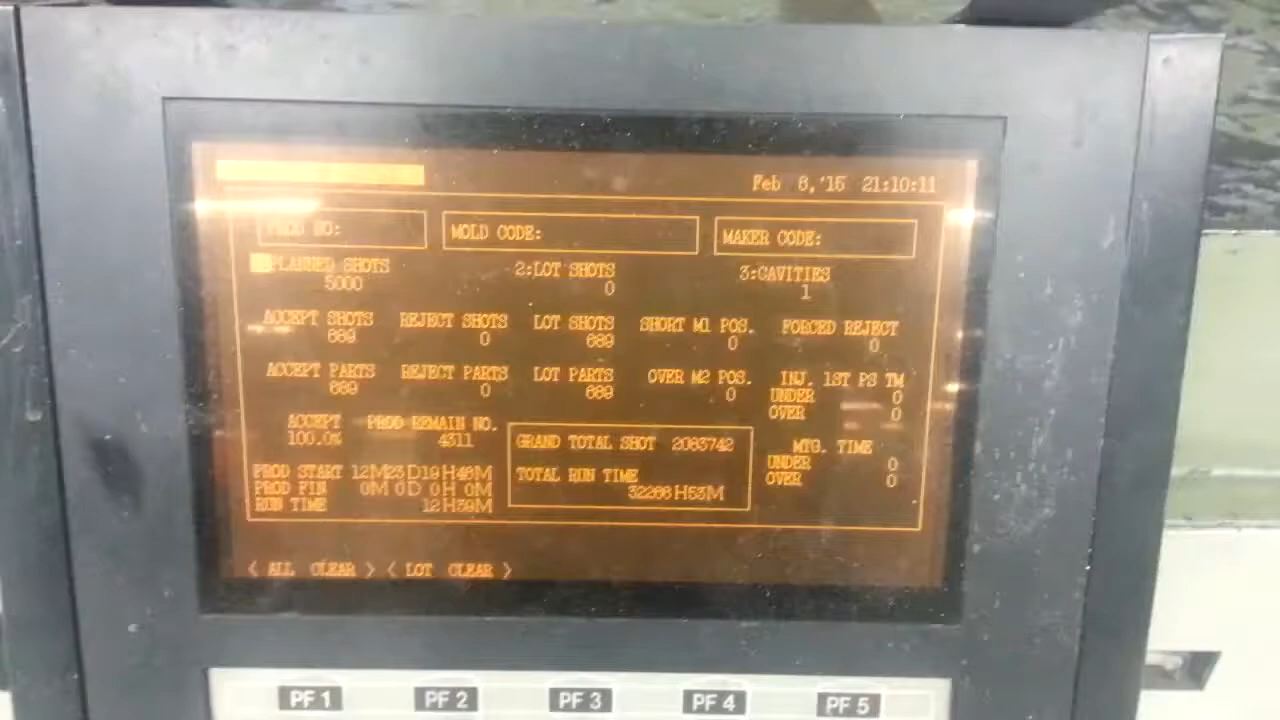 Feb 6,'15 21:10:11
PROD NO: MOLD CODE: MAKER CODE:
PLANNED SHOTS 2:LOT SHOTS 3:CAVITIES
5000 0 1
ACCEPT SHOTS REJECT SHOTS LOT SHOTS SHORT M1 POS. FORCED REJECT
689 0 689 0 0
ACCEPT PARTS REJECT PARTS LOT PARTS OVER M2 POS. INJ. 1ST PS TM
689 0 689 0 UNDER 0
OVER 0
ACCEPT PROD REMAIN NO.
100.0% 4311
GRAND TOTAL SHOT 2083742
MTG. TIME
UNDER 0
OVER 0
PROD START 12M23D19H46M
TOTAL RUN TIME
PROD FIN 0M 0D 0H 0M
H53M
RUN TIME 12H39M
< ALL CLEAR > < LOT CLEAR >
PF 1 PF 2 PF 3 PF 4 PF 5